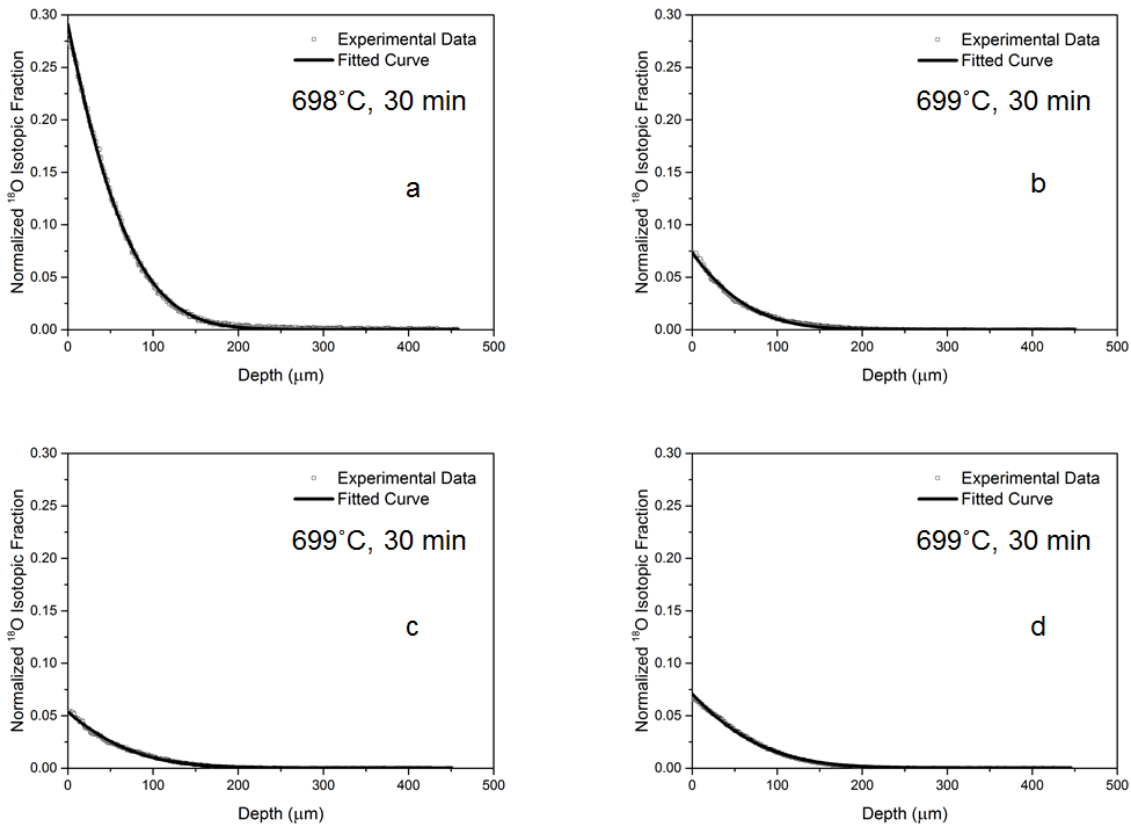 0.30
0.25
0.20
0.15
0.10
0.05
0.00
Normalized ¹⁸O Isotopic Fraction
Experimental Data
Fitted Curve
698˚C, 30 min
a
0 100 200 300 400 500
Depth (μm)
0.30
0.25
0.20
0.15
0.10
0.05
0.00
Normalized ¹⁸O Isotopic Fraction
Experimental Data
Fitted Curve
699˚C, 30 min
b
0 100 200 300 400 500
Depth (μm)
0.30
0.25
0.20
0.15
0.10
0.05
0.00
Normalized ¹⁸O Isotopic Fraction
Experimental Data
Fitted Curve
699˚C, 30 min
c
0 100 200 300 400 500
Depth (μm)
0.30
0.25
0.20
0.15
0.10
0.05
0.00
Normalized ¹⁸O Isotopic Fraction
Experimental Data
Fitted Curve
699˚C, 30 min
d
0 100 200 300 400 500
Depth (μm)